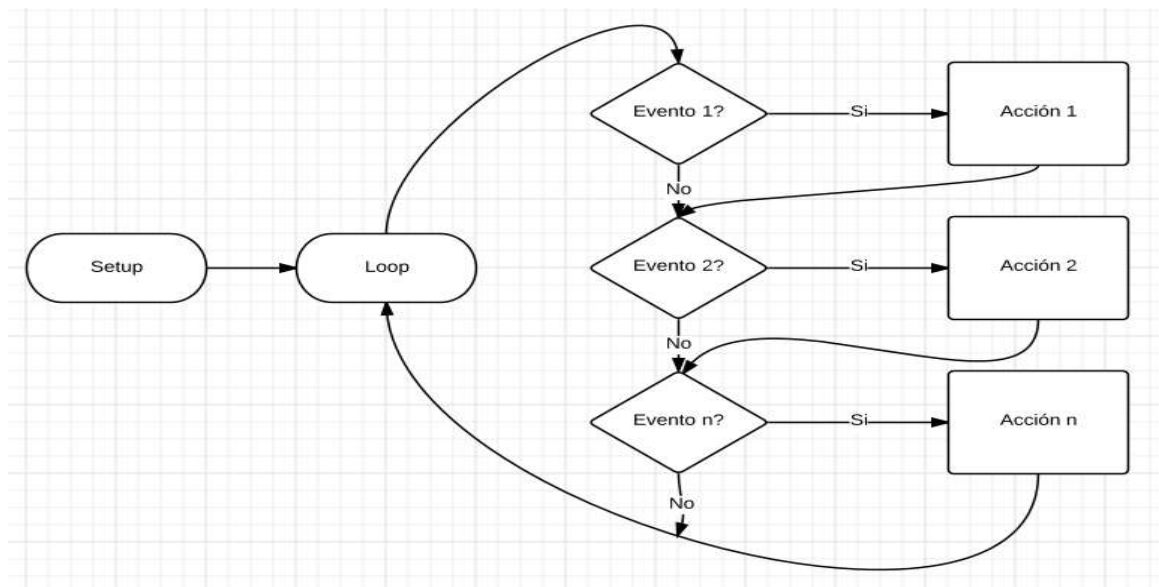 Evento 1?
Si
Acción 1
No
Setup
Loop
Evento 2?
Si
Acción 2
No
Evento n?
Si
Acción n
No